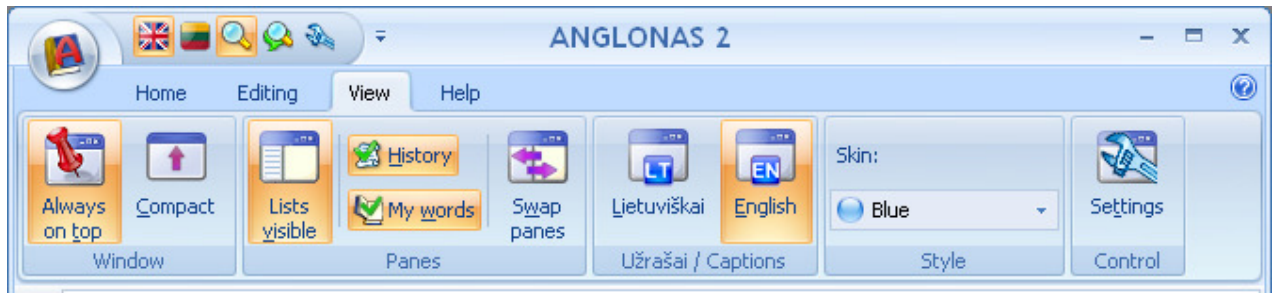 ANGLONAS 2
Home Editing View Help
Always on top Compact Lists visible History My words Swap panes Lietuviškai English Skin: Blue Settings
Window Panes Užrašai / Captions Style Control